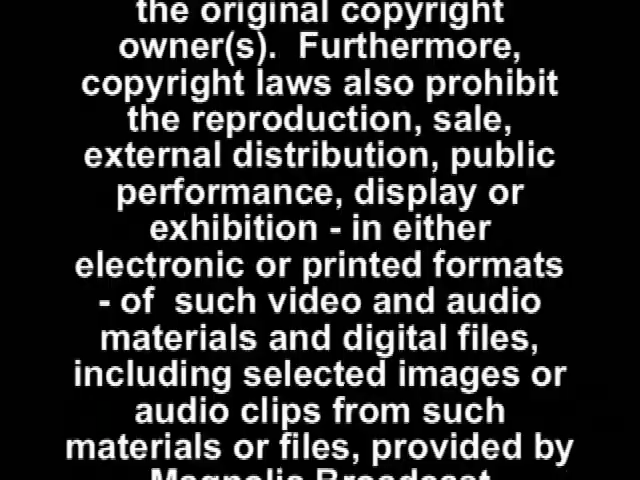 the original copyright
owner(s).  Furthermore,
copyright laws also prohibit
the reproduction, sale,
external distribution, public
performance, display or
exhibition - in either
electronic or printed formats
- of  such video and audio
materials and digital files,
including selected images or
audio clips from such
materials or files, provided by
Magnolia Broadcast